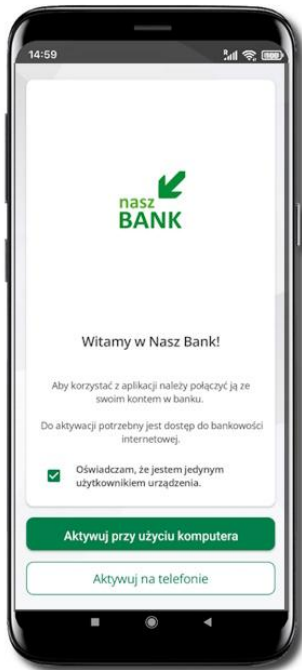 14:59
nasz
BANK
Witamy w Nasz Bank!
Aby korzystać z aplikacji należy połączyć ją ze
swoim kontem w banku.
Do aktywacji potrzebny jest dostęp do bankowości
internetowej.
Oświadczam, że jestem jedynym
użytkownikiem urządzenia.
Aktywuj przy użyciu komputera
Aktywuj na telefonie